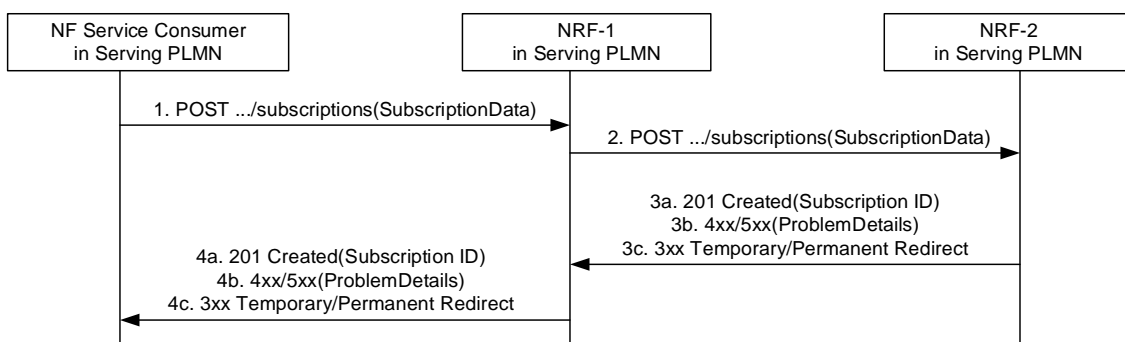 NF Service Consumer
in Serving PLMN
NRF-1
in Serving PLMN
NRF-2
in Serving PLMN
1. POST .../subscriptions(SubscriptionData)
2. POST .../subscriptions(SubscriptionData)
3a. 201 Created(Subscription ID)
3b. 4xx/5xx(ProblemDetails)
3c. 3xx Temporary/Permanent Redirect
4a. 201 Created(Subscription ID)
4b. 4xx/5xx(ProblemDetails)
4c. 3xx Temporary/Permanent Redirect